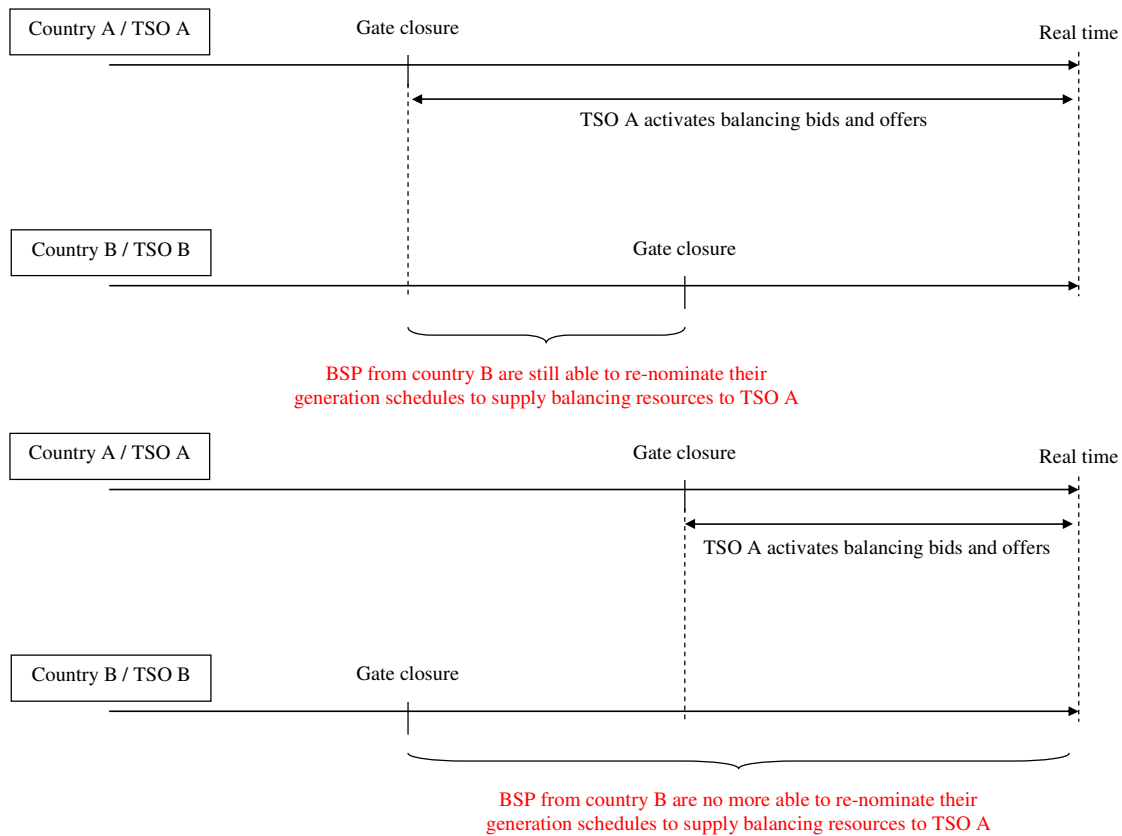 Country A / TSO A
Gate closure
Real time
TSO A activates balancing bids and offers
Country B / TSO B
Gate closure
BSP from country B are still able to re-nominate their
generation schedules to supply balancing resources to TSO A
Country A / TSO A
Gate closure
Real time
TSO A activates balancing bids and offers
Country B / TSO B
Gate closure
BSP from country B are no more able to re-nominate their
generation schedules to supply balancing resources to TSO A